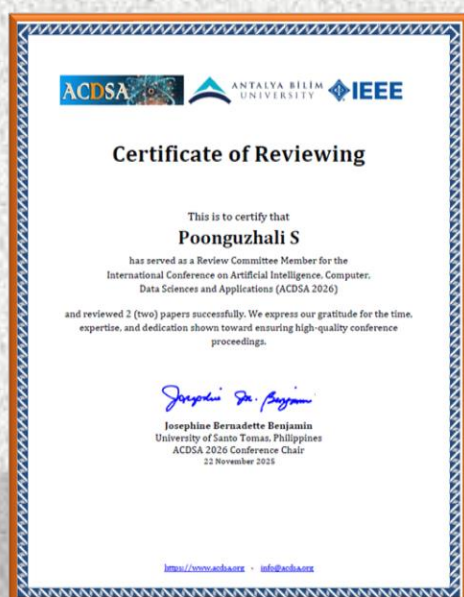 ACDSA
ANTALYA BİLİM
UNIVERSITY
IEEE
Certificate of Reviewing
This is to certify that
Poonguzhali S
has served as a Review Committee Member for the
International Conference on Artificial Intelligence, Computer,
Data Sciences and Applications (ACDSA 2026)
and reviewed 2 (two) papers successfully. We express our gratitude for the time,
expertise, and dedication shown toward ensuring high-quality conference
proceedings.
Josephine Bernadette Benjamin
University of Santo Tomas, Philippines
ACDSA 2026 Conference Chair
22 November 2025
https://www.acdsa.org - info@acdsa.org